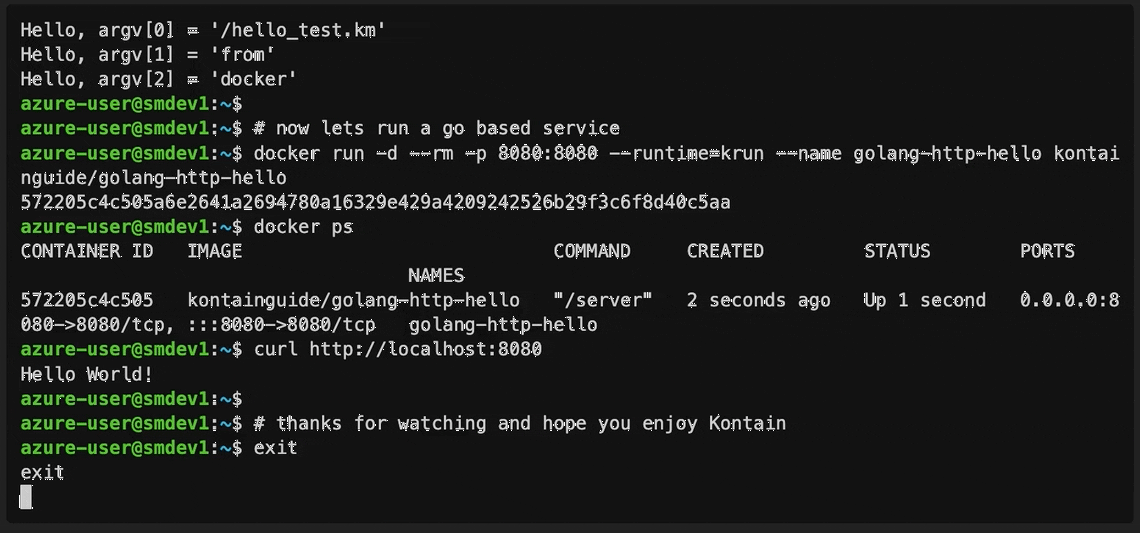 Hello, argv[0] = '/hello_test.km'
Hello, argv[1] = 'from'
Hello, argv[2] = 'docker'
azure-user@smdev1:~$
azure-user@smdev1:~$ # now lets run a go based service
azure-user@smdev1:~$ docker run -d --rm -p 8080:8080 --runtime=krun --name golang-http-hello kontai
nguide/golang-http-hello
572205c4c505a6e2641a2694780a16329e429a4209242526b29f3c6f8d40c5aa
azure-user@smdev1:~$ docker ps
CONTAINER ID   IMAGE                            COMMAND     CREATED         STATUS        PORTS
                                   NAMES
572205c4c505   kontainguide/golang-http-hello   "/server"   2 seconds ago   Up 1 second   0.0.0.0:8
080->8080/tcp, :::8080->8080/tcp   golang-http-hello
azure-user@smdev1:~$ curl http://localhost:8080
Hello World!
azure-user@smdev1:~$
azure-user@smdev1:~$ # thanks for watching and hope you enjoy Kontain
azure-user@smdev1:~$ exit
exit